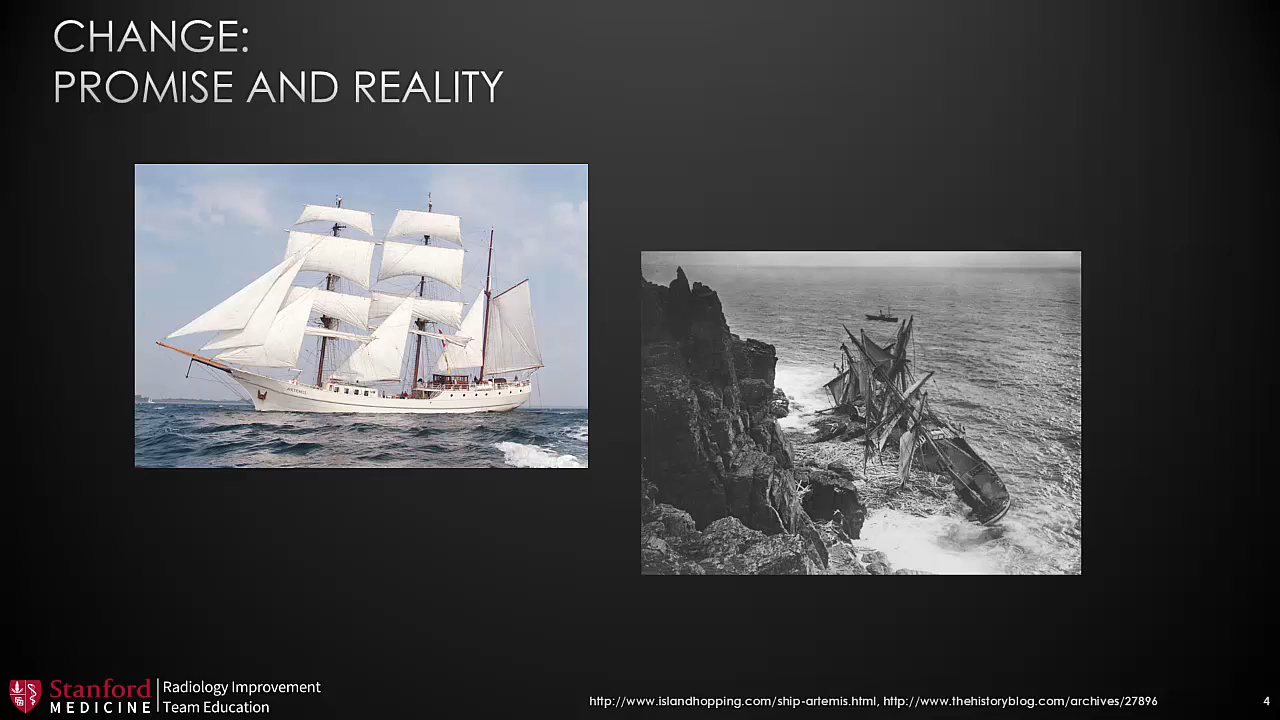 CHANGE:
PROMISE AND REALITY
Stanford
MEDICINE
Radiology Improvement
Team Education
http://www.islandhopping.com/ship-artemis.html, http://www.thehistoryblog.com/archives/27896
4